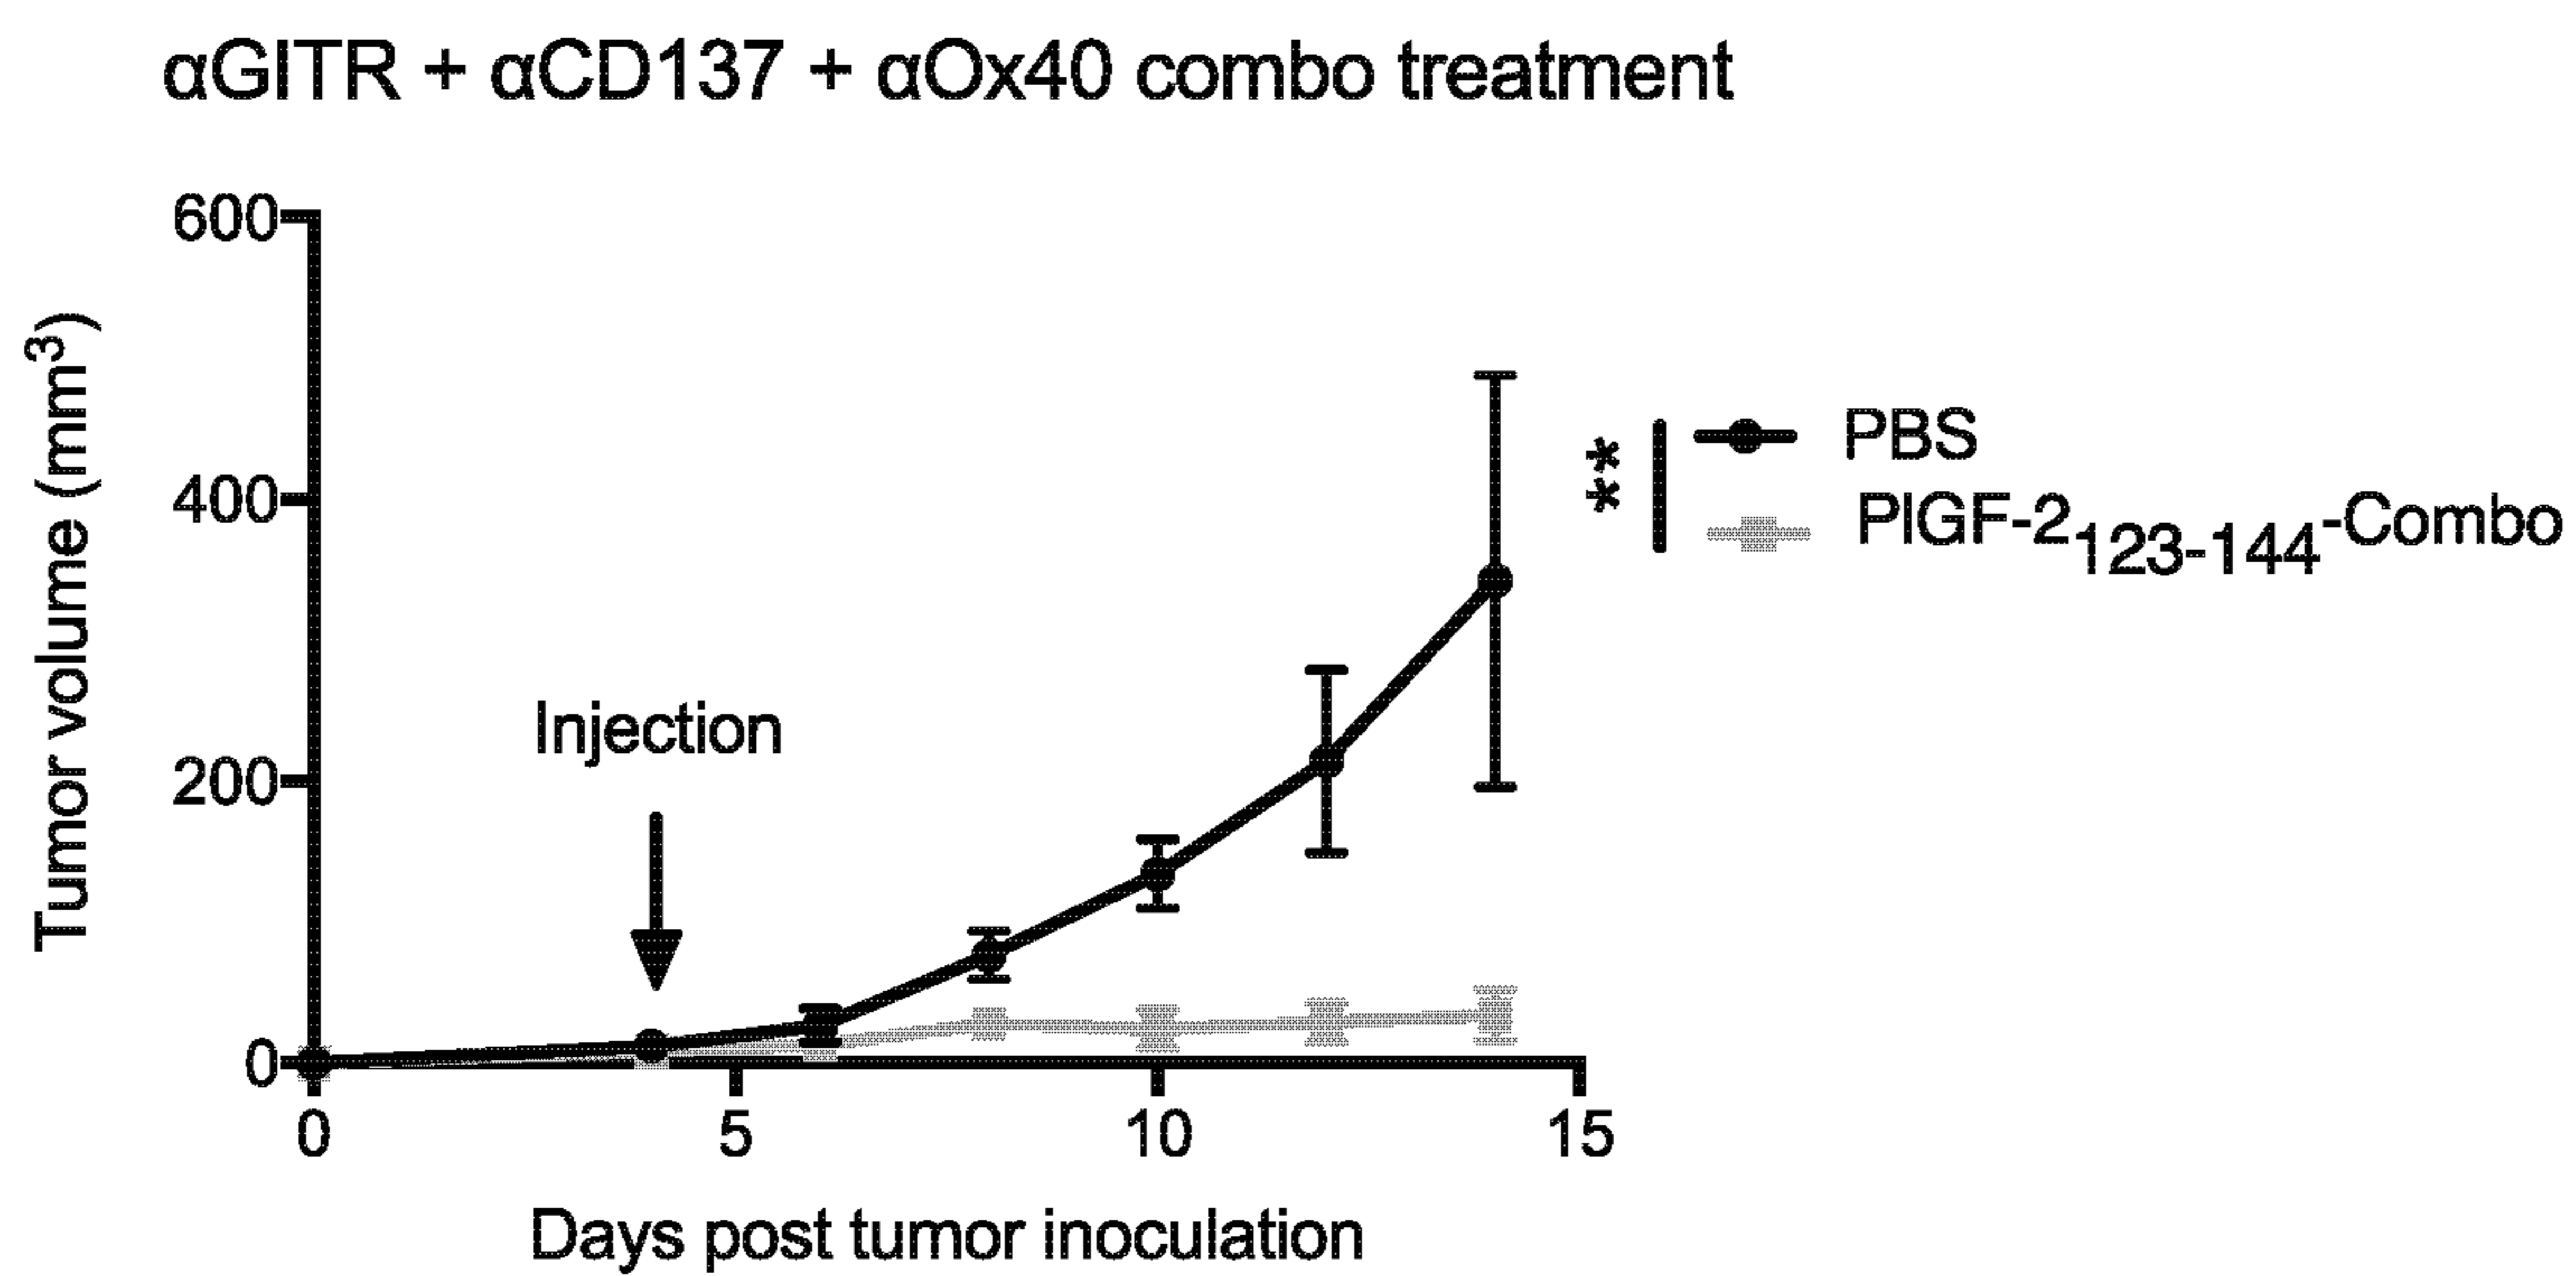 αGITR + αCD137 + αOx40 combo treatment
600
400
200
0
Tumor volume (mm³)
Injection
**
PBS
PlGF-2₁₂₃₋₁₄₄-Combo
0 5 10 15
Days post tumor inoculation